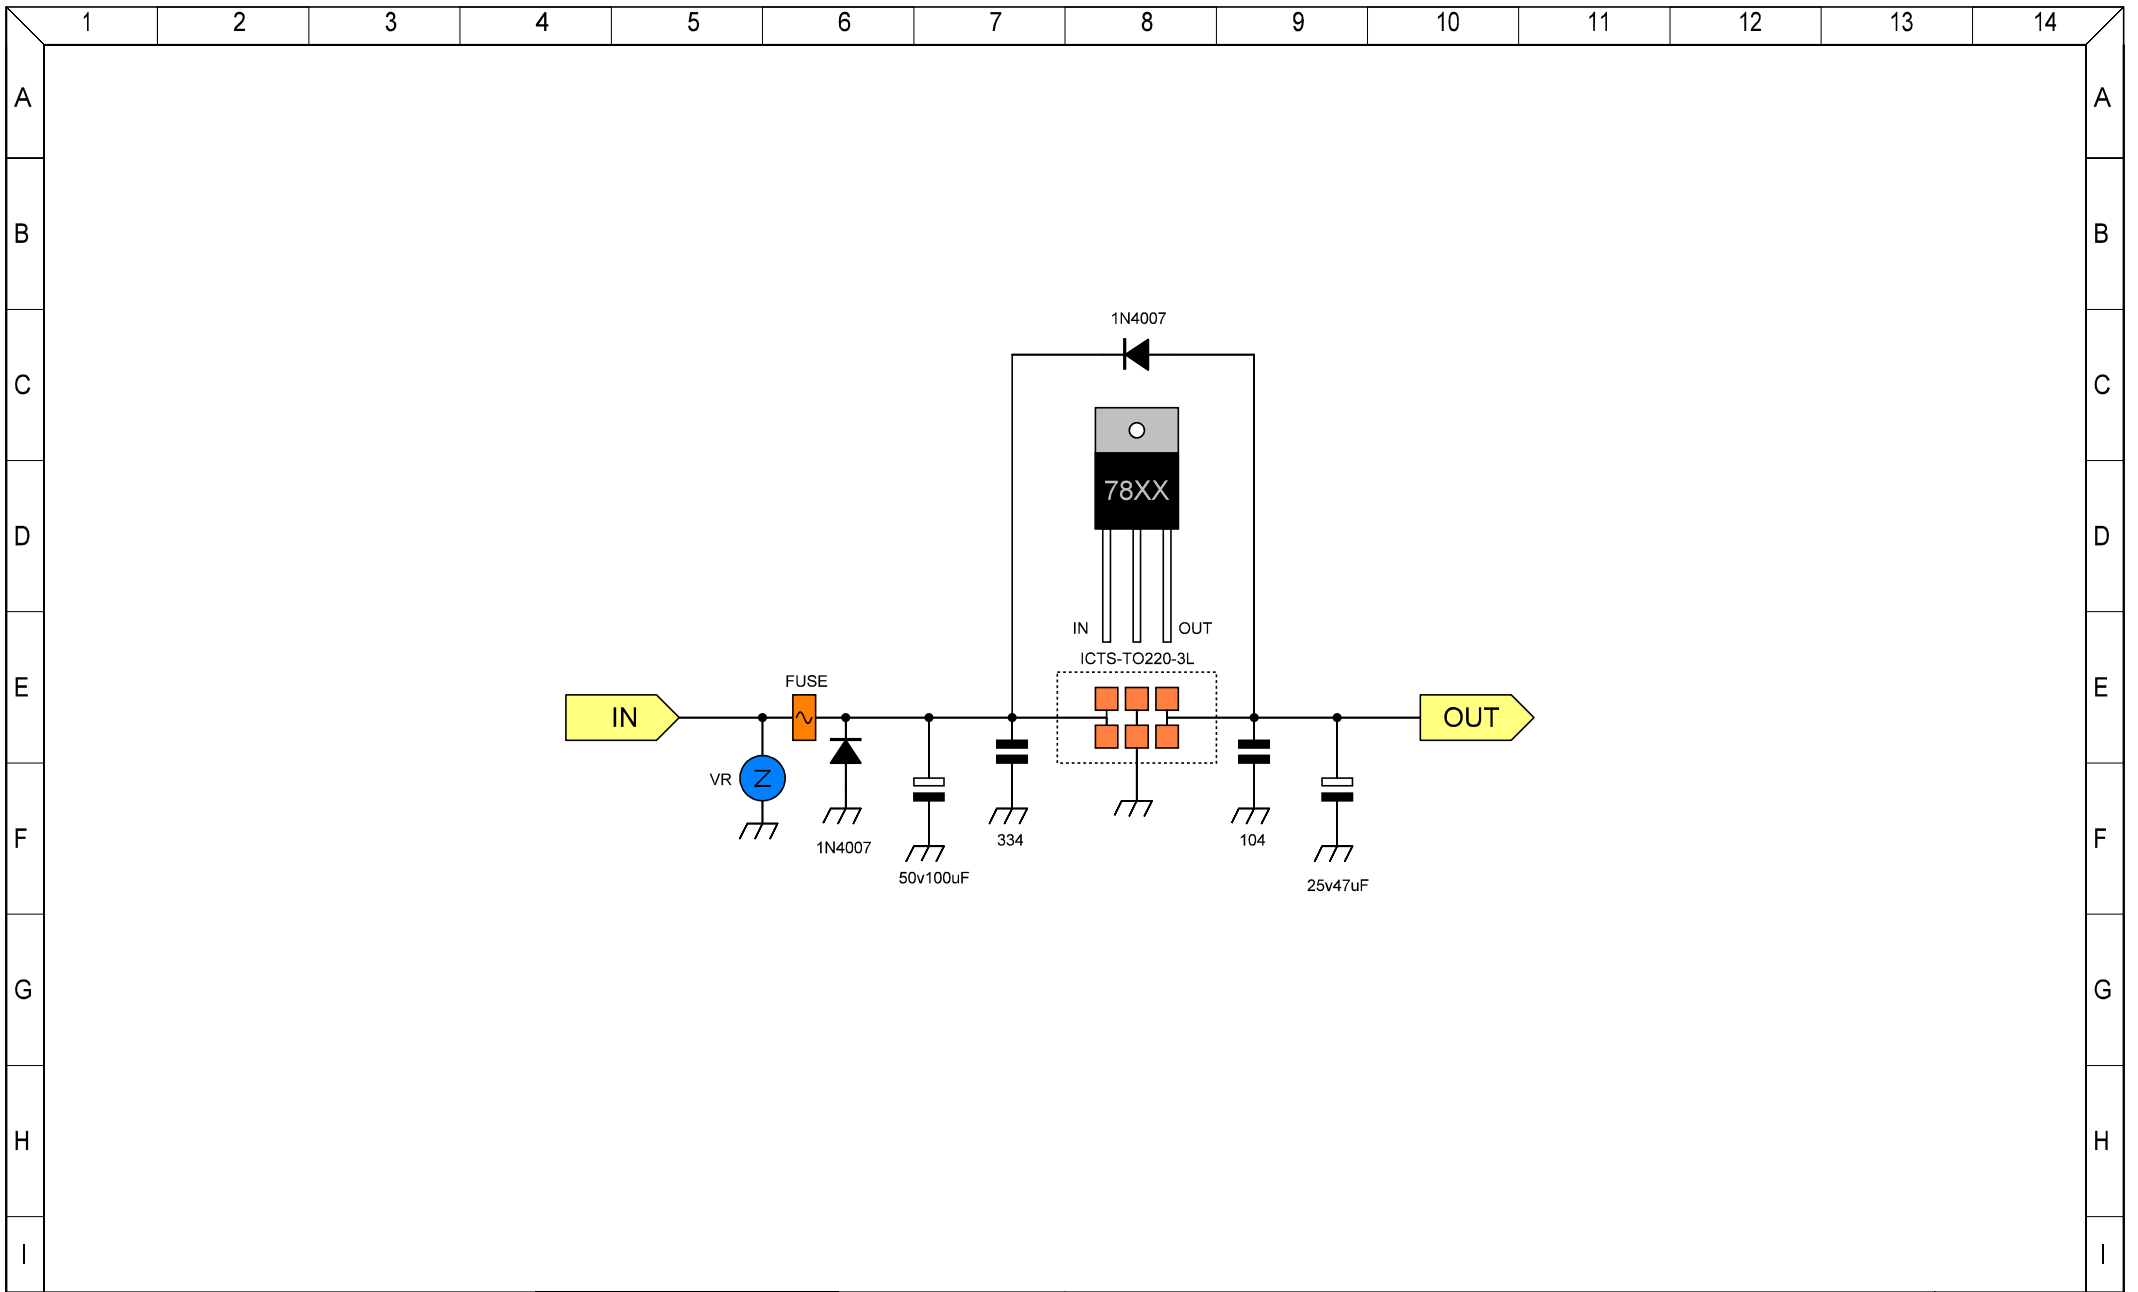 1 2 3 4 5 6 7 8 9 10 11 12 13 14
A A
B B
1N4007
C C
78XX
D D
IN OUT
ICTS-TO220-3L
FUSE
E E
IN OUT
VR
F F
334 104
1N4007
50v100uF
25v47uF
G G
H H
I I
Z